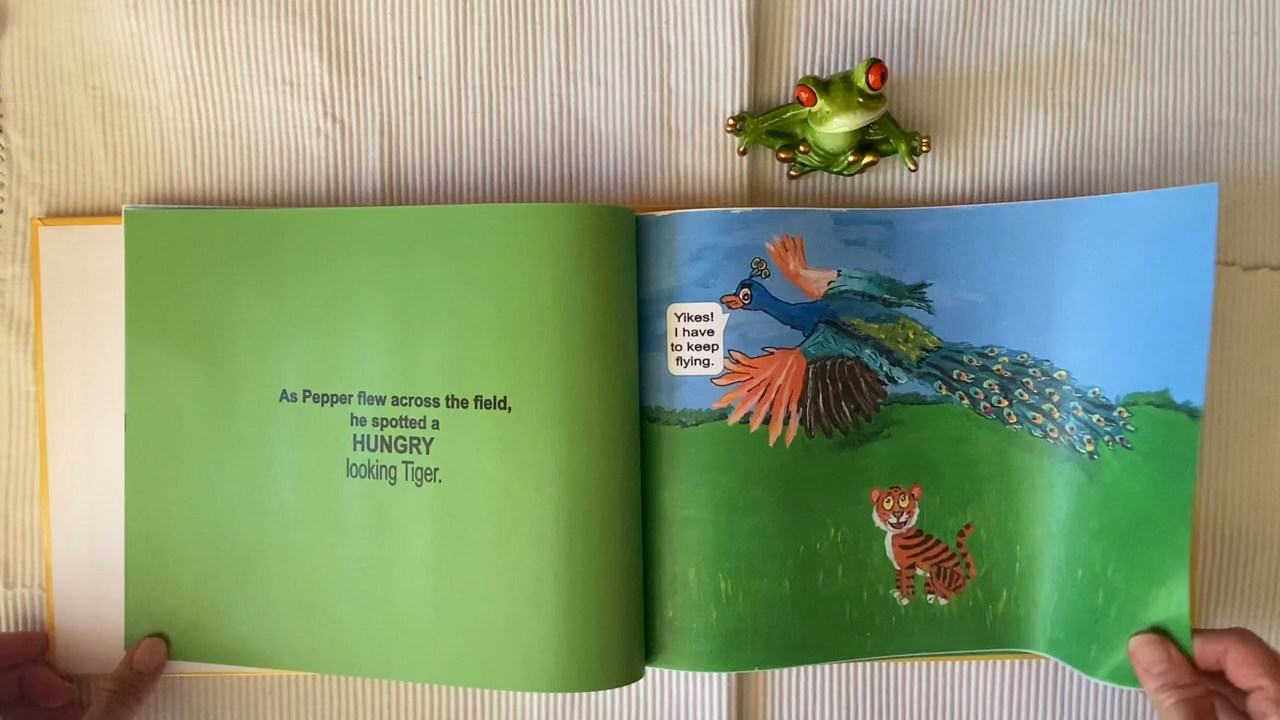 As Pepper flew across the field,
he spotted a
HUNGRY
looking Tiger.
Yikes!
I have
to keep
flying.